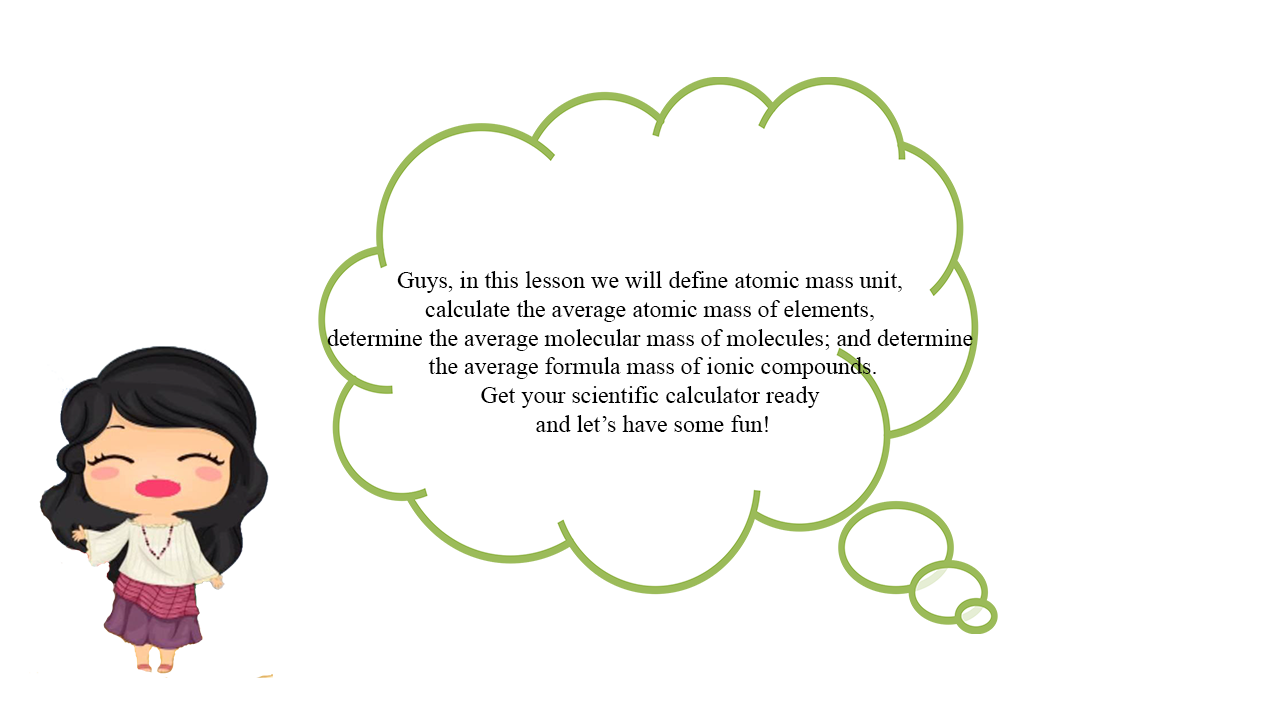 Guys, in this lesson we will define atomic mass unit,
calculate the average atomic mass of elements,
determine the average molecular mass of molecules; and determine
the average formula mass of ionic compounds.
Get your scientific calculator ready
and let’s have some fun!